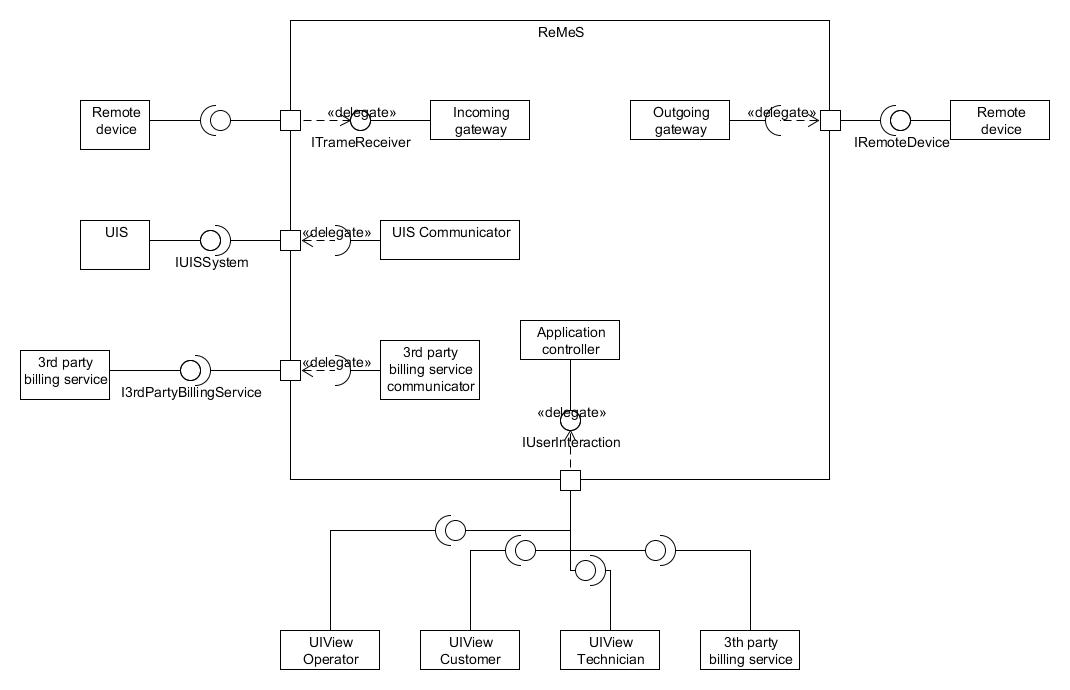 ReMeS
Remote
device
«delegate»
ITrameReceiver
Incoming
gateway
Outgoing
gateway
«delegate»
IRemoteDevice
Remote
device
UIS
IUISSystem
«delegate»
UIS Communicator
3rd party
billing service
I3rdPartyBillingService
«delegate»
3rd party
billing service
communicator
Application
controller
«delegate»
IUserInteraction
UIView
Operator
UIView
Customer
UIView
Technician
3th party
billing service